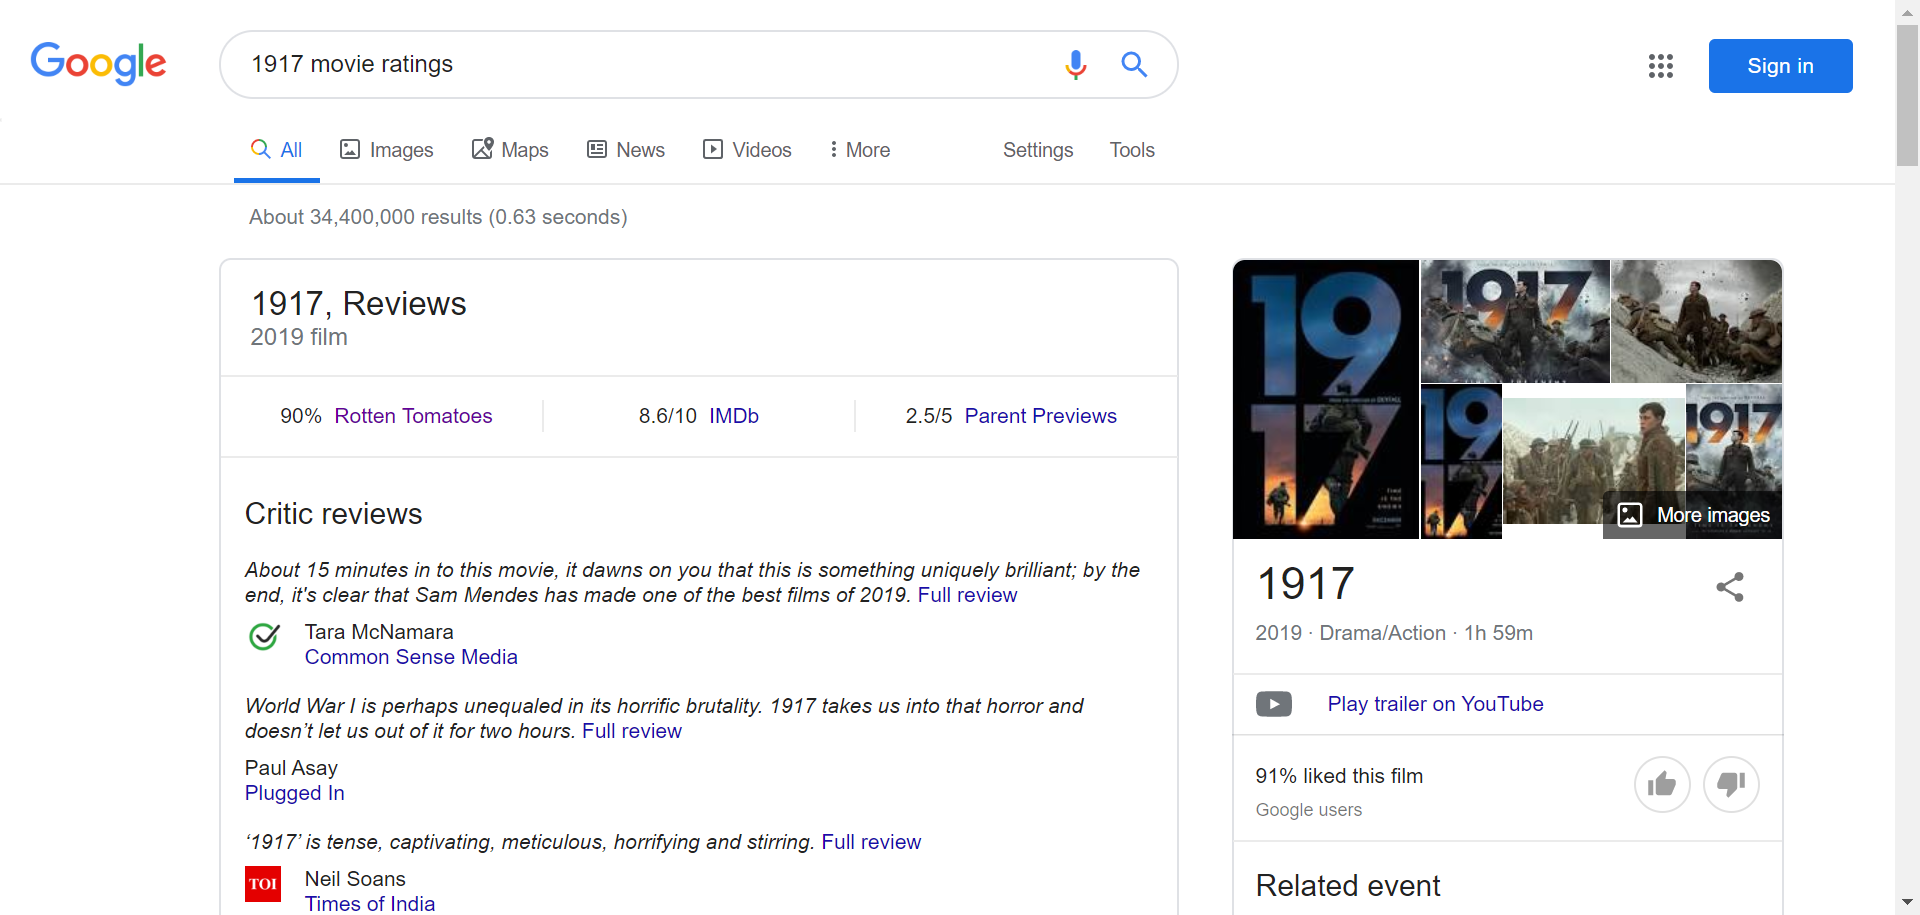 Google
1917 movie ratings
Sign in
All
Images
Maps
News
Videos
More
Settings
Tools
About 34,400,000 results (0.63 seconds)
1917, Reviews
2019 film
90% Rotten Tomatoes
8.6/10 IMDb
2.5/5 Parent Previews
Critic reviews
About 15 minutes in to this movie, it dawns on you that this is something uniquely brilliant; by the
end, it's clear that Sam Mendes has made one of the best films of 2019. Full review
Tara McNamara
Common Sense Media
World War I is perhaps unequaled in its horrific brutality. 1917 takes us into that horror and
doesn’t let us out of it for two hours. Full review
Paul Asay
Plugged In
‘1917’ is tense, captivating, meticulous, horrifying and stirring. Full review
TOI
Neil Soans
Times of India
19
17
1917
19
17
1917
More images
1917
2019 · Drama/Action · 1h 59m
Play trailer on YouTube
91% liked this film
Google users
Related event